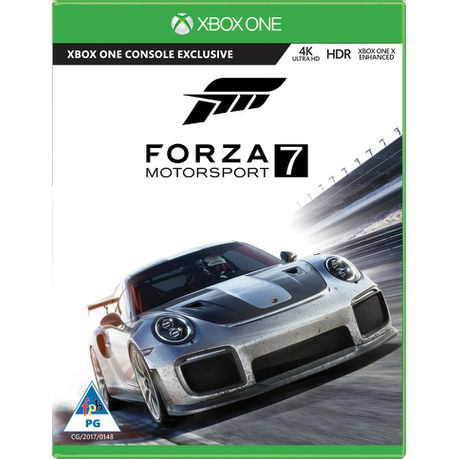 XBOX ONE
XBOX ONE CONSOLE EXCLUSIVE
4K
ULTRA HD
HDR
XBOX ONE X
ENHANCED
FORZA
MOTORSPORT 7
fpb
PG
CG/2017/0148